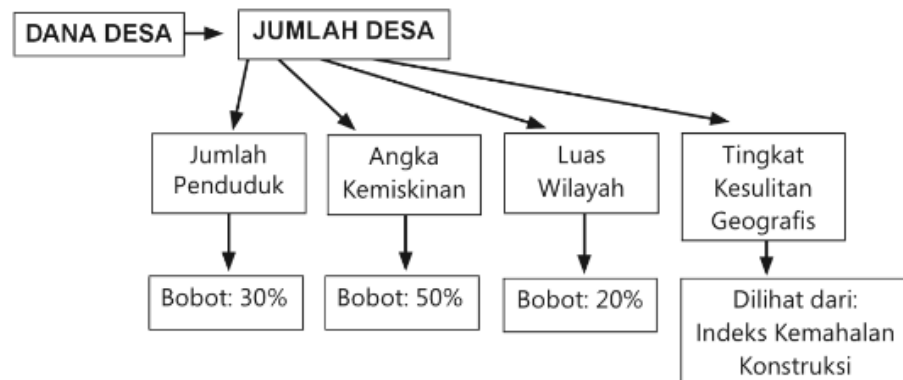 DANA DESA
JUMLAH DESA
Jumlah
Penduduk
Angka
Kemiskinan
Luas
Wilayah
Tingkat
Kesulitan
Geografis
Bobot: 30%
Bobot: 50%
Bobot: 20%
Dilihat dari:
Indeks Kemahalan
Konstruksi